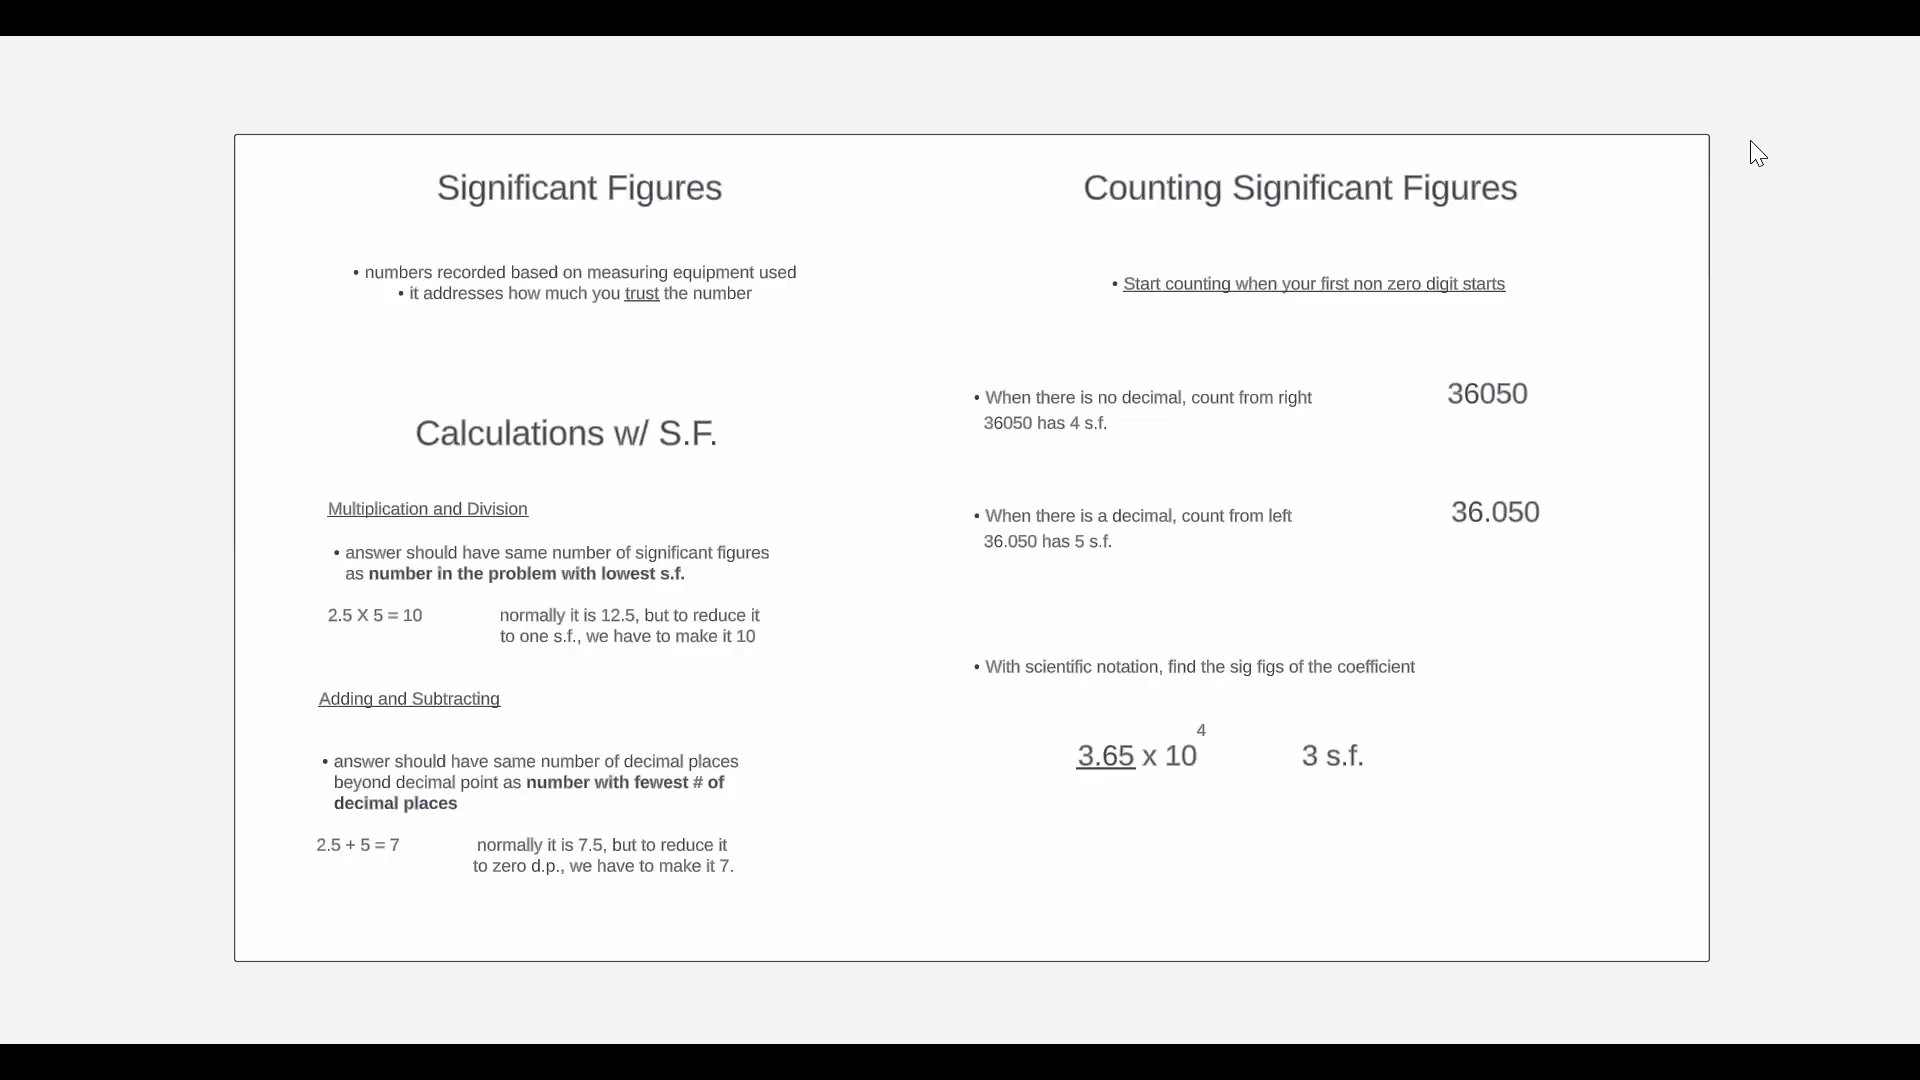 Significant Figures
• numbers recorded based on measuring equipment used
• it addresses how much you trust the number
Calculations w/ S.F.
Multiplication and Division
• answer should have same number of significant figures
as number in the problem with lowest s.f.
2.5 X 5 = 10 normally it is 12.5, but to reduce it
to one s.f., we have to make it 10
Adding and Subtracting
• answer should have same number of decimal places
beyond decimal point as number with fewest # of
decimal places
2.5 + 5 = 7 normally it is 7.5, but to reduce it
to zero d.p., we have to make it 7.
Counting Significant Figures
• Start counting when your first non zero digit starts
• When there is no decimal, count from right 36050
36050 has 4 s.f.
• When there is a decimal, count from left 36.050
36.050 has 5 s.f.
• With scientific notation, find the sig figs of the coefficient
3.65 x 10⁴ 3 s.f.